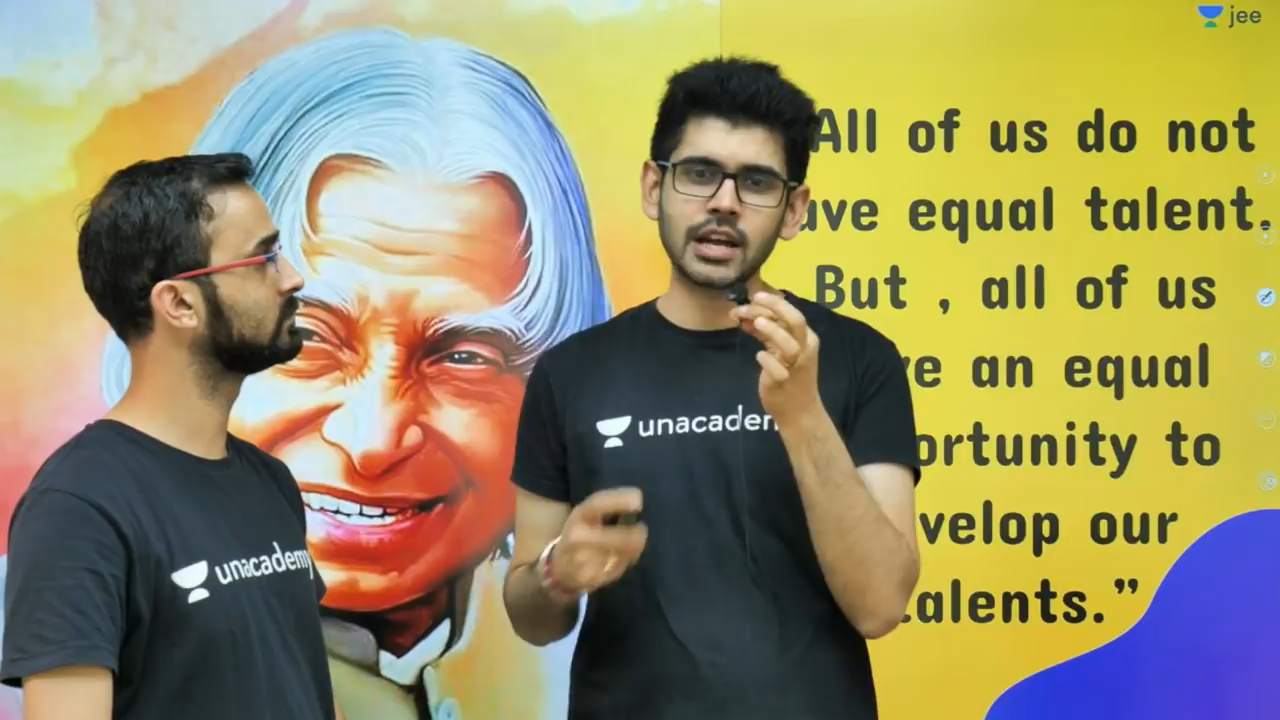 jee
All of us do not
ave equal talent.
But , all of us
ve an equal
ortunity to
velop our
alents.”
unacadem
unacademy